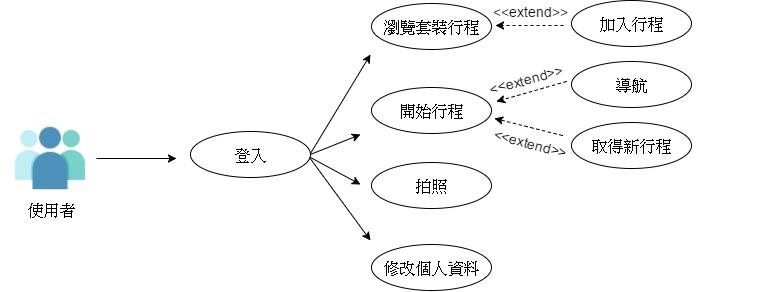 瀏覽套裝行程
<<extend>>
加入行程
<<extend>>
導航
開始行程
<<extend>>
取得新行程
登入
拍照
使用者
修改個人資料